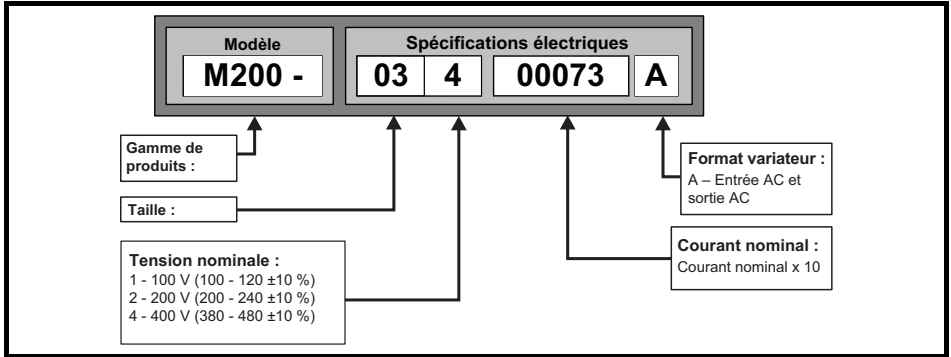 Modèle
M200 -
Spécifications électriques
03 4 00073 A
Gamme de
produits :
Taille :
Tension nominale :
1 - 100 V (100 - 120 ±10 %)
2 - 200 V (200 - 240 ±10 %)
4 - 400 V (380 - 480 ±10 %)
Format variateur :
A – Entrée AC et
sortie AC
Courant nominal :
Courant nominal x 10